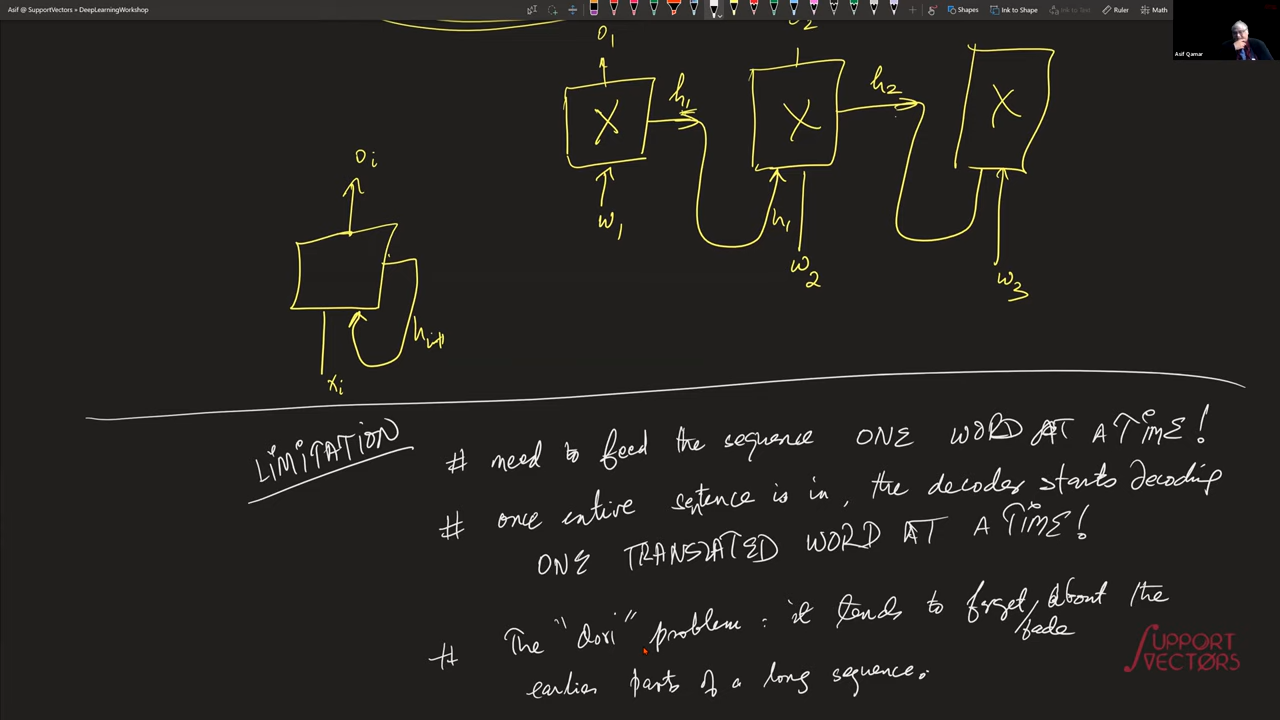 Asif @ SupportVectors » DeepLearningWorkshop
Shapes
Ink to Shape
Ink to Text
Ruler
Math
Asif Qamar
o1
o2
h1
h2
X
X
X
w1
h1
w2
w3
oi
hi+1
xi
LIMITATION
# need to feed the sequence ONE WORD AT A TIME!
# once entire setence is in, the decoder starts decoding
ONE TRANSLATED WORD AT A TIME!
# The "dori" problem : it tends to forget/fade about the
earlier parts of a long sequence.
SUPPORT
VECTORS